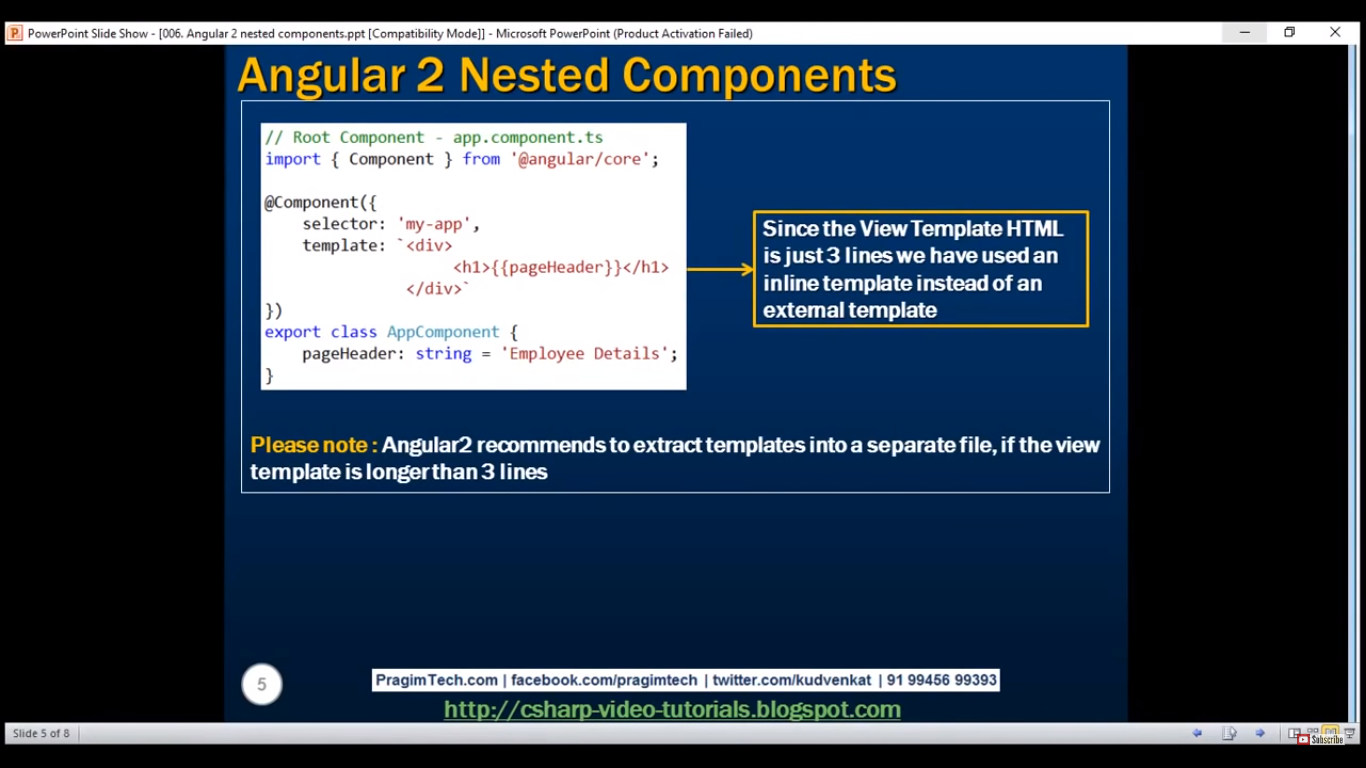 PowerPoint Slide Show - [006. Angular 2 nested components.ppt [Compatibility Mode]] - Microsoft PowerPoint (Product Activation Failed)
Angular 2 Nested Components
// Root Component - app.component.ts
import { Component } from '@angular/core';
@Component({
selector: 'my-app',
template: `<div>
<h1>{{pageHeader}}</h1>
</div>`
})
export class AppComponent {
pageHeader: string = 'Employee Details';
}
Since the View Template HTML
is just 3 lines we have used an
inline template instead of an
external template
Please note : Angular2 recommends to extract templates into a separate file, if the view
template is longer than 3 lines
5
PragimTech.com | facebook.com/pragimtech | twitter.com/kudvenkat | 91 99456 99393
http://csharp-video-tutorials.blogspot.com
Slide 5 of 8
Subscribe